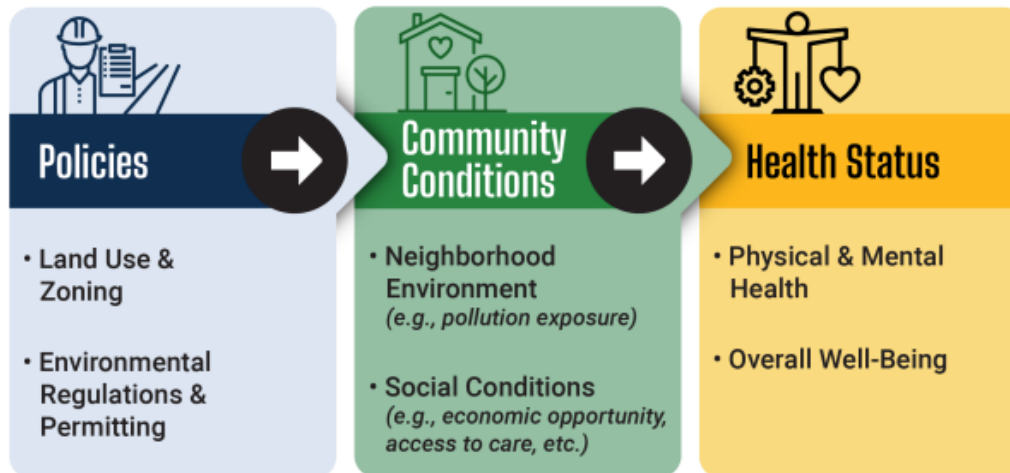 Policies
• Land Use &
Zoning
• Environmental
Regulations &
Permitting
Community
Conditions
• Neighborhood
Environment
(e.g., pollution exposure)
• Social Conditions
(e.g., economic opportunity,
access to care, etc.)
Health Status
• Physical & Mental
Health
• Overall Well-Being